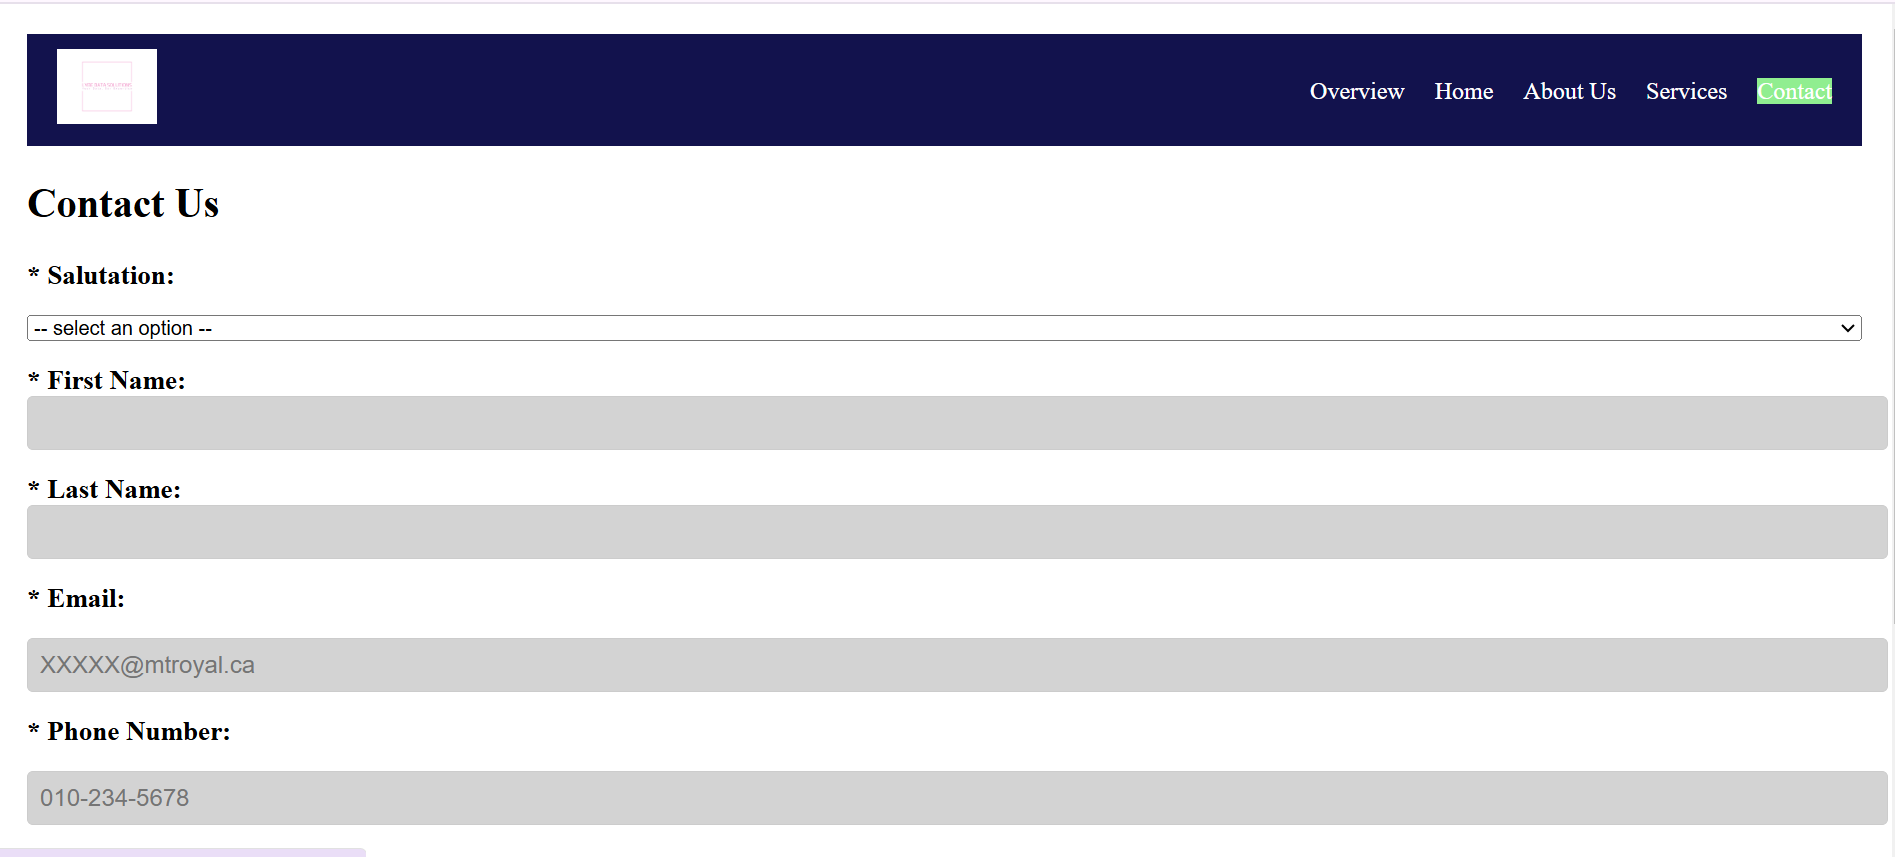 Overview Home About Us Services Contact
Contact Us
* Salutation:
-- select an option --
* First Name:
* Last Name:
* Email:
XXXXX@mtroyal.ca
* Phone Number:
010-234-5678